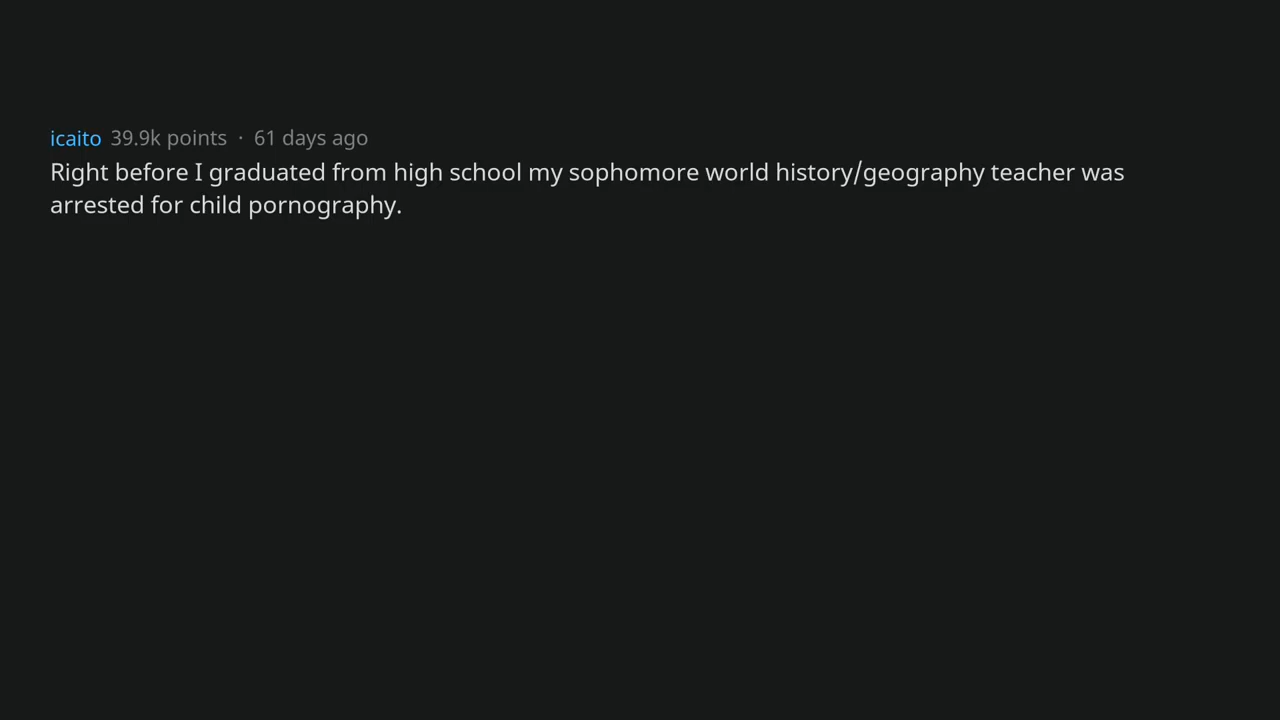 icaito 39.9k points · 61 days ago
Right before I graduated from high school my sophomore world history/geography teacher was
arrested for child pornography.